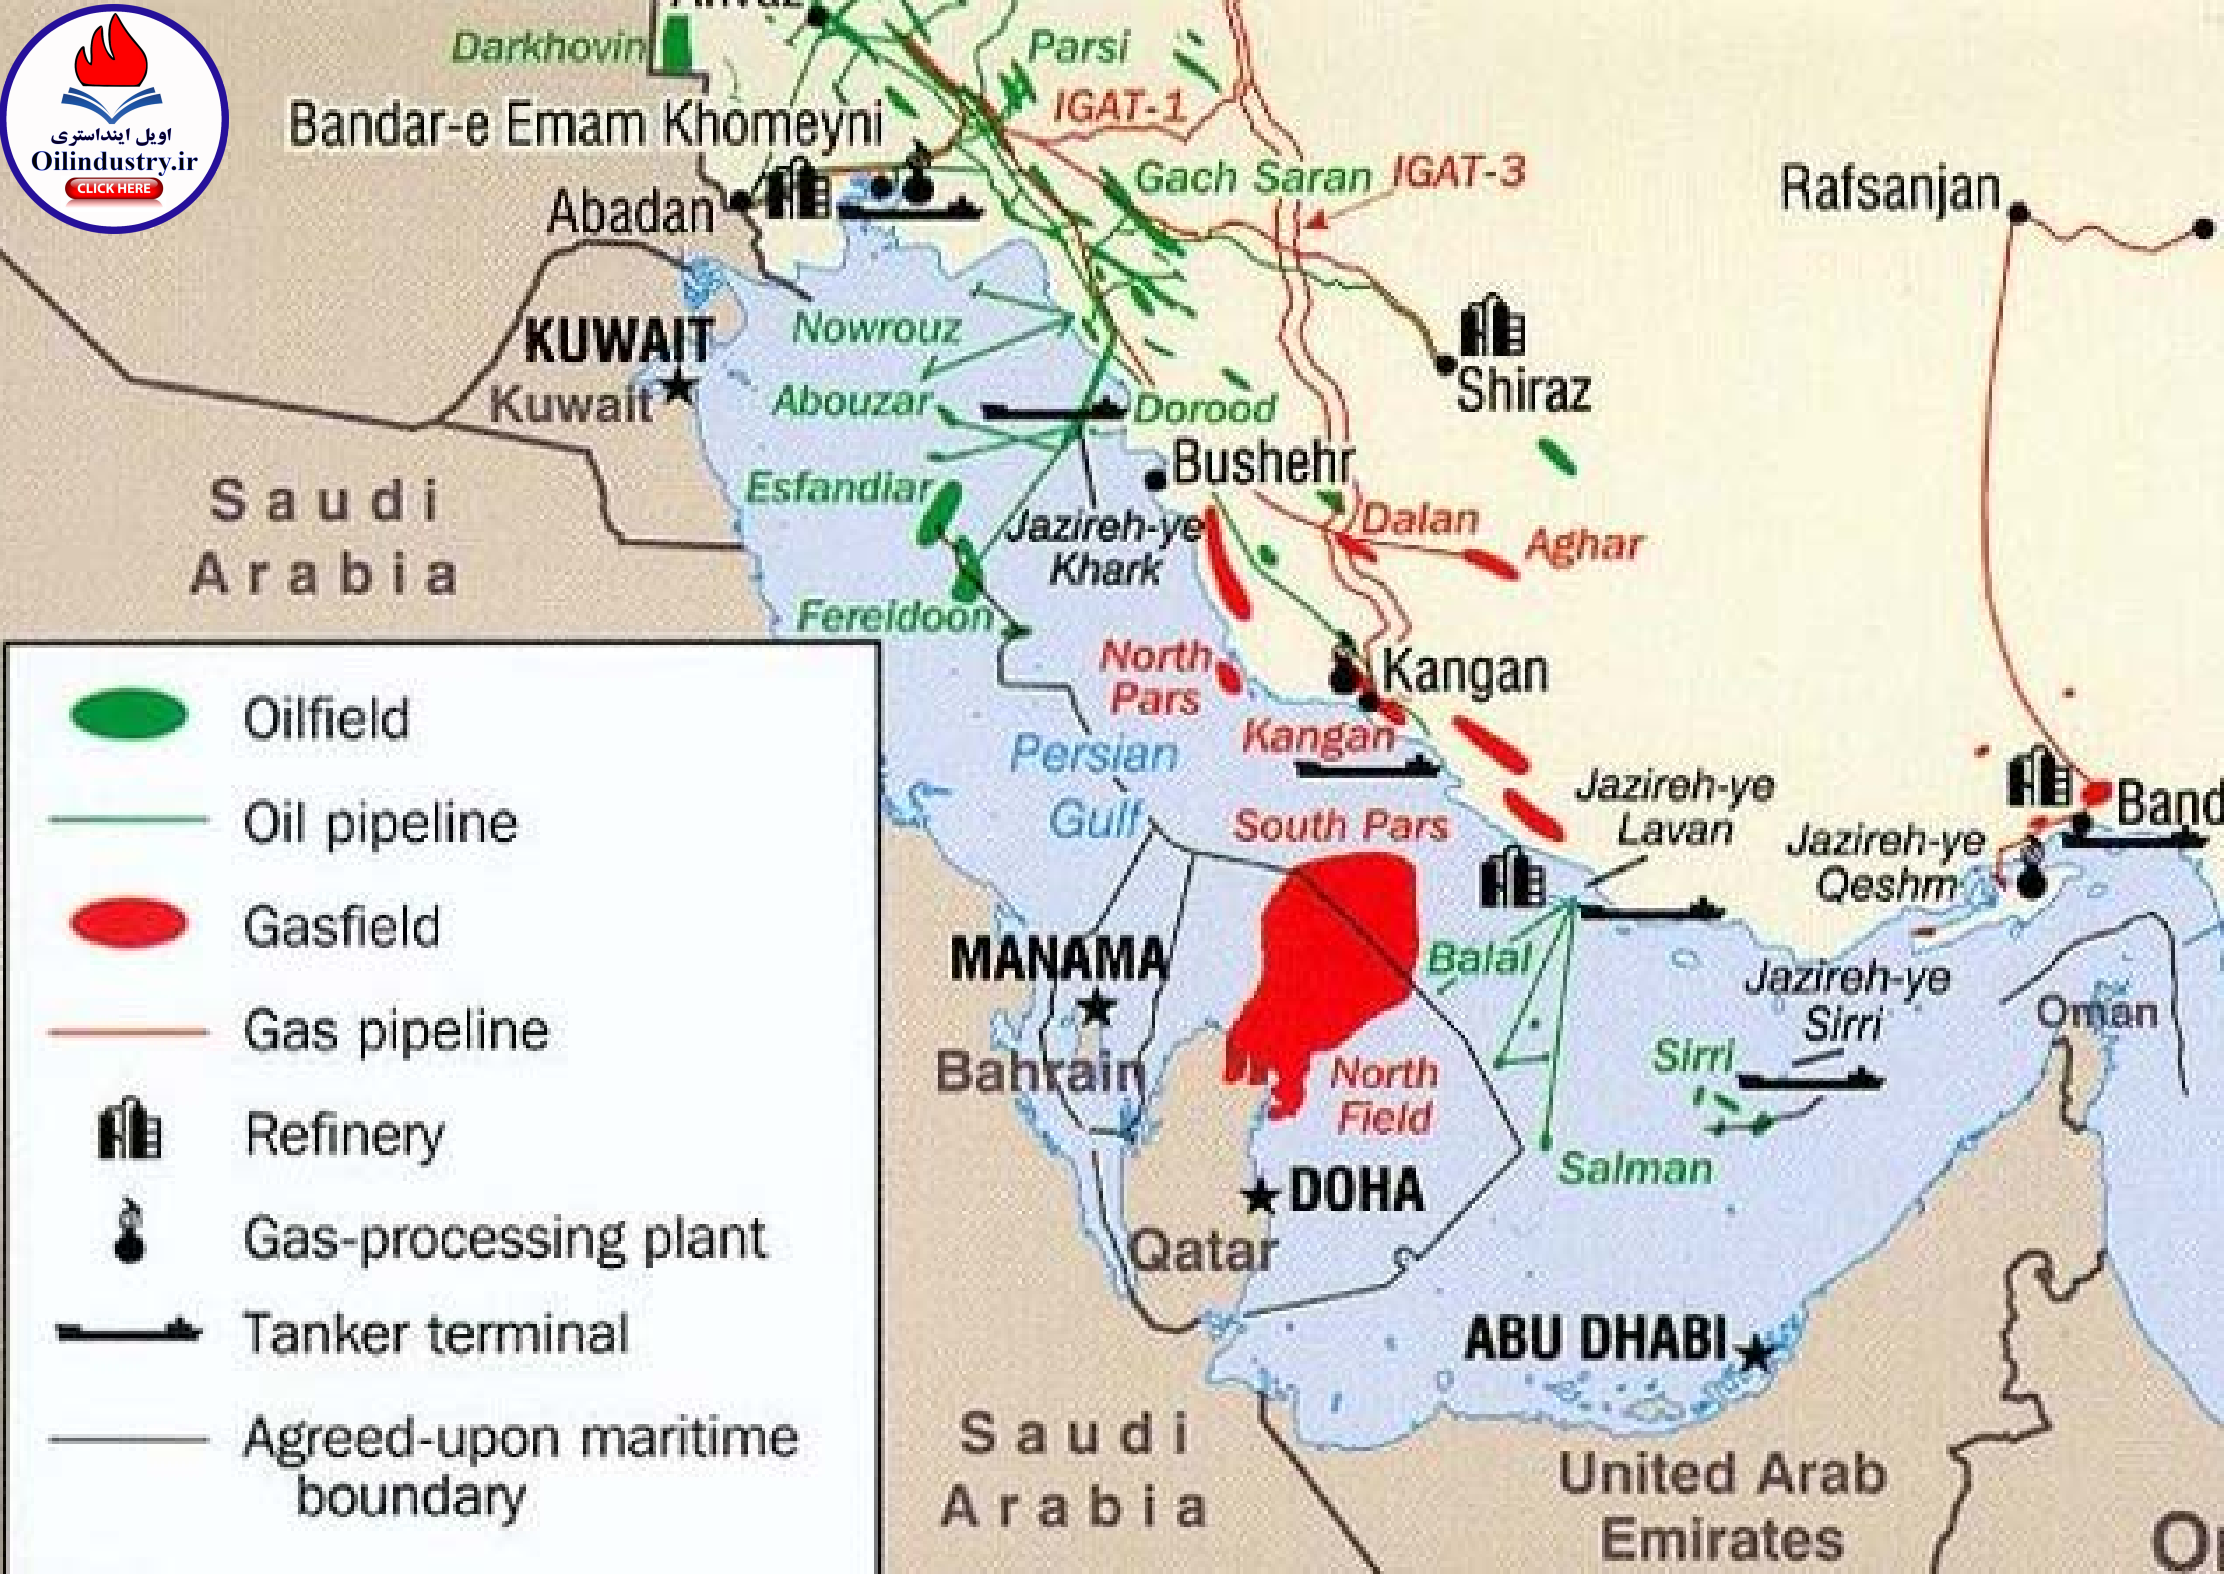 اویل اینداستری
Oilindustry.ir
CLICK HERE
Darkhovin
Parsi
IGAT-1
Bandar-e Emam Khomeyni
Gach Saran
IGAT-3
Rafsanjan
Abadan
KUWAIT
Kuwait
Nowrouz
Shiraz
Abouzar
Dorood
Bushehr
Saudi
Arabia
Esfandiar
Jazireh-ye
Khark
Dalan
Aghar
Fereidoon
North
Pars
Kangan
Kangan
Persian
Gulf
South Pars
Jazireh-ye
Lavan
Jazireh-ye
Qeshm
Band
MANAMA
Bahrain
Balal
Jazireh-ye
Sirri
Oman
Sirri
North
Field
Salman
DOHA
Qatar
ABU DHABI
Saudi
Arabia
United Arab
Emirates
Oilfield
Oil pipeline
Gasfield
Gas pipeline
Refinery
Gas-processing plant
Tanker terminal
Agreed-upon maritime
boundary